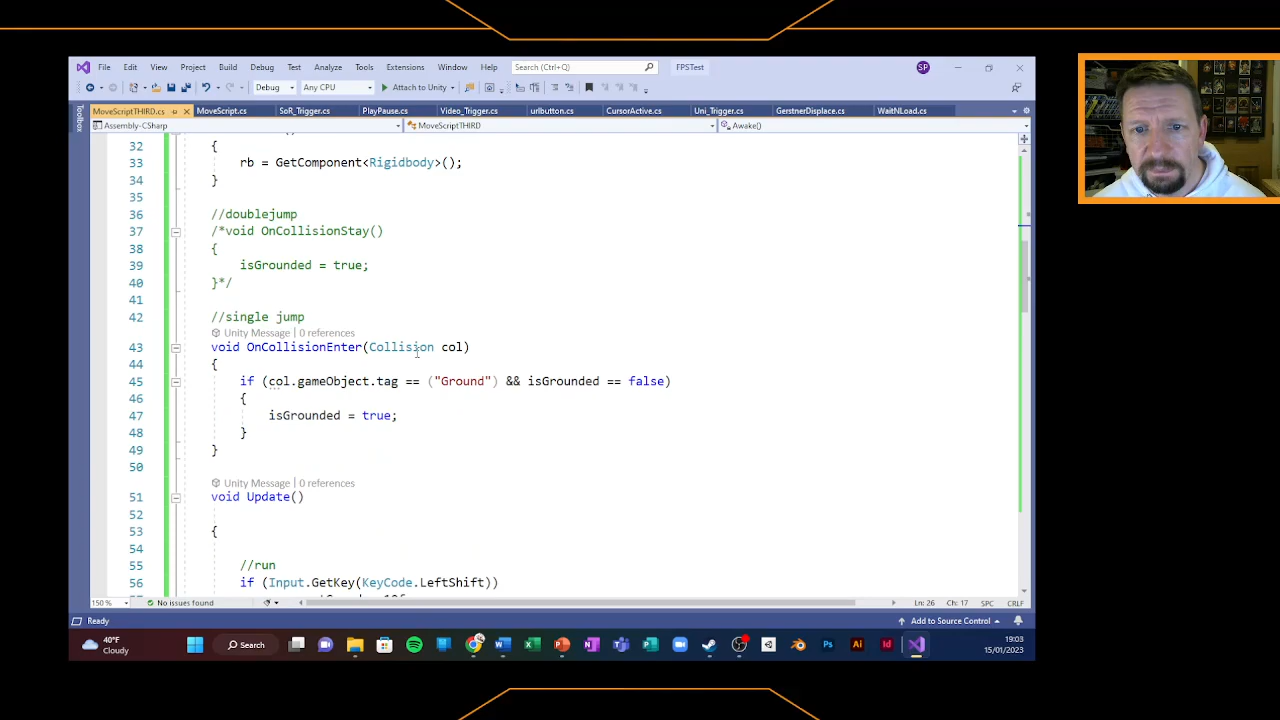 File Edit View Project Build Debug Test Analyze Tools Extensions Window Help Search (Ctrl+Q) FPSTest SP
Debug Any CPU Attach to Unity
MoveScriptTHIRD.cs MoveScript.cs SoR_Trigger.cs PlayPause.cs Video_Trigger.cs urlbutton.cs CursorActive.cs Uni_Trigger.cs GerstnerDisplace.cs WaitNLoad.cs
Toolbox
Assembly-CSharp MoveScriptTHIRD Awake()
32 {
33 rb = GetComponent<Rigidbody>();
34 }
35
36 //doublejump
37 /*void OnCollisionStay()
38 {
39 isGrounded = true;
40 }*/
41
42 //single jump
Unity Message | 0 references
43 void OnCollisionEnter(Collision col)
44 {
45 if (col.gameObject.tag == ("Ground") && isGrounded == false)
46 {
47 isGrounded = true;
48 }
49 }
50
Unity Message | 0 references
51 void Update()
52
53 {
54
55 //run
56 if (Input.GetKey(KeyCode.LeftShift))
150 % No issues found Ln: 26 Ch: 17 SPC CRLF
Ready Add to Source Control
40°F
Cloudy
Search
19:03
15/01/2023